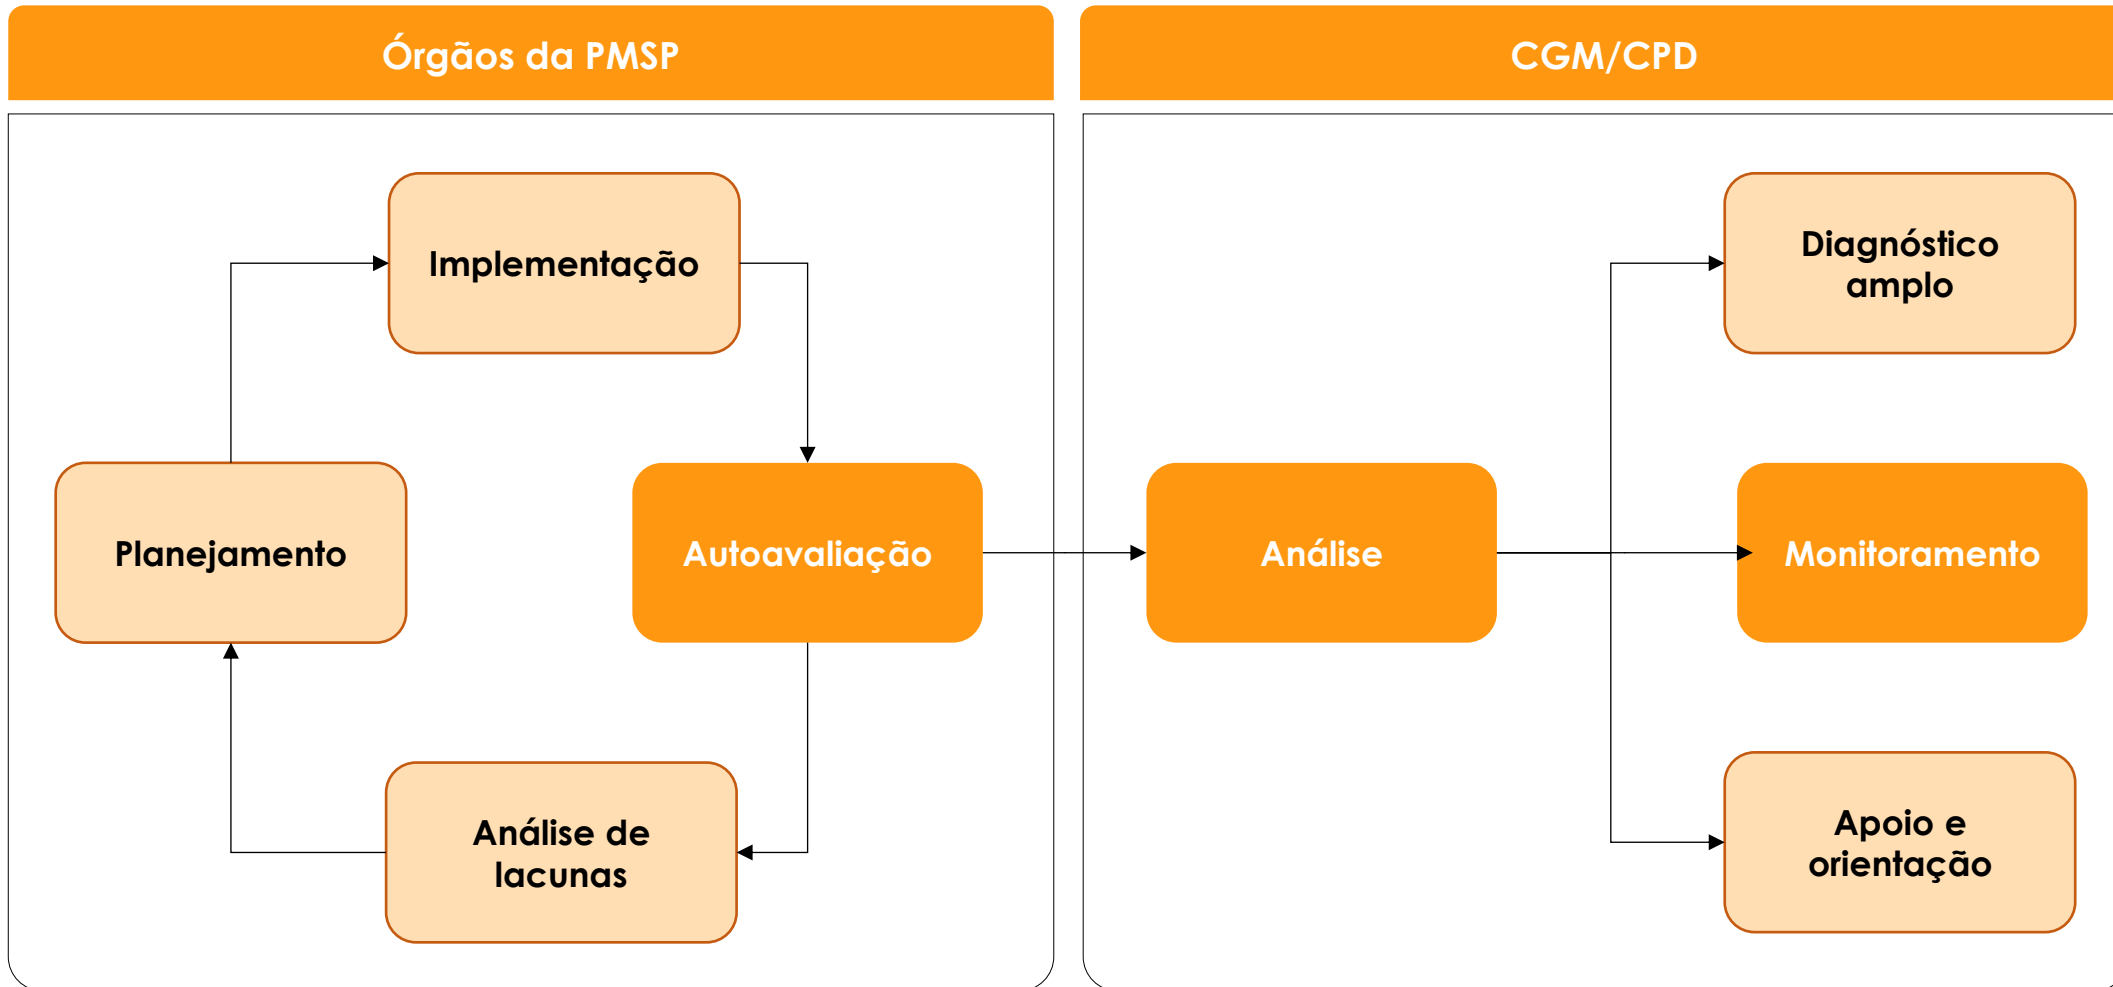 Órgãos da PMSP
CGM/CPD
Implementação
Diagnóstico
amplo
Planejamento
Autoavaliação
Análise
Monitoramento
Análise de
lacunas
Apoio e
orientação